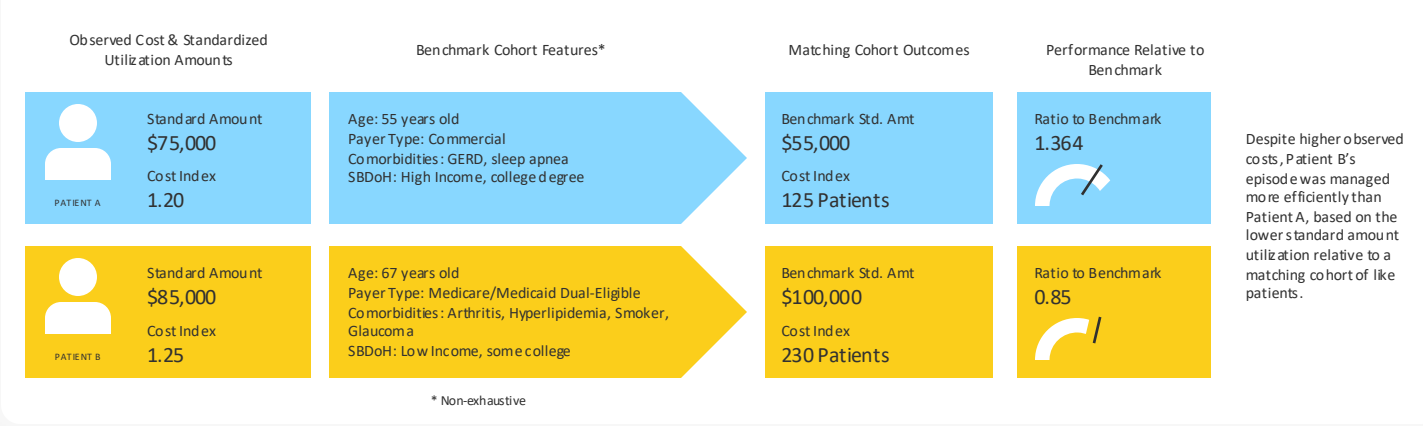 Observed Cost & Standardized
Utilization Amounts
Benchmark Cohort Features*
Matching Cohort Outcomes
Performance Relative to
Benchmark
PATIENT A
Standard Amount
$75,000
Cost Index
1.20
Age: 55 years old
Payer Type: Commercial
Comorbidities: GERD, sleep apnea
SBDoH: High Income, college degree
Benchmark Std. Amt
$55,000
Cost Index
125 Patients
Ratio to Benchmark
1.364
PATIENT B
Standard Amount
$85,000
Cost Index
1.25
Age: 67 years old
Payer Type: Medicare/Medicaid Dual-Eligible
Comorbidities: Arthritis, Hyperlipidemia, Smoker,
Glaucoma
SBDoH: Low Income, some college
Benchmark Std. Amt
$100,000
Cost Index
230 Patients
Ratio to Benchmark
0.85
Despite higher observed
costs, Patient B’s
episode was managed
more efficiently than
Patient A, based on the
lower standard amount
utilization relative to a
matching cohort of like
patients.
* Non-exhaustive